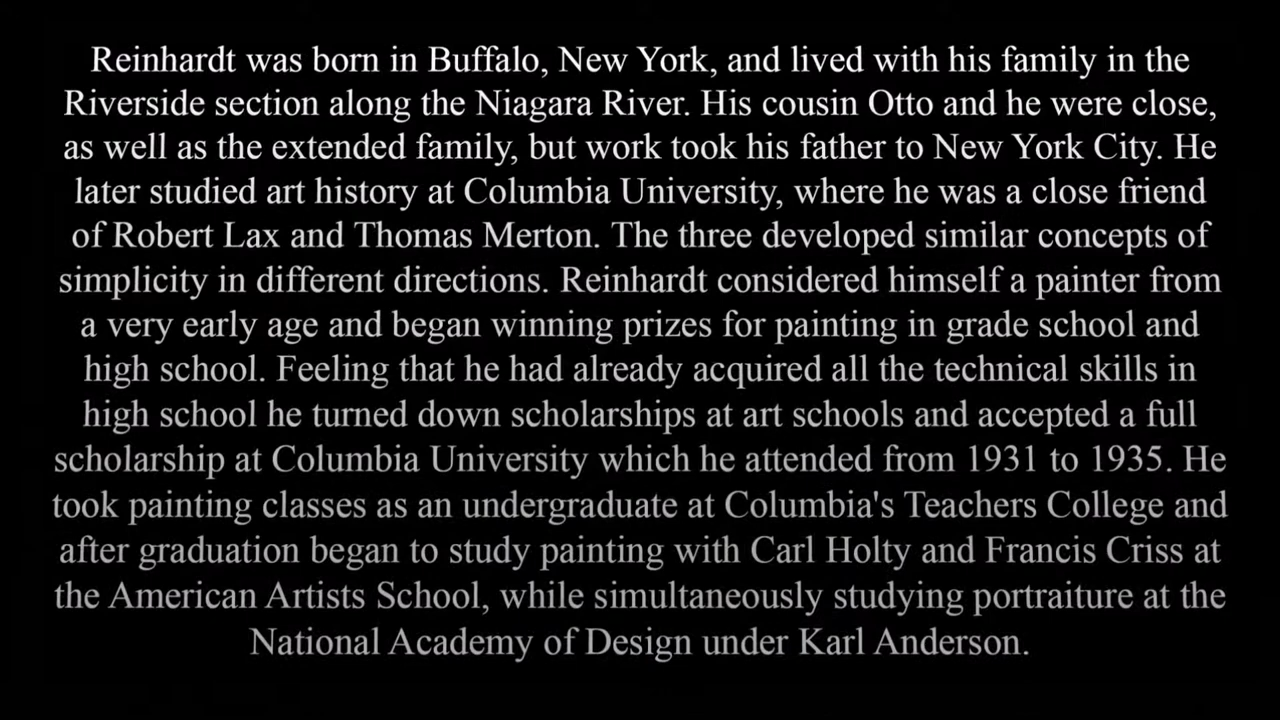 Reinhardt was born in Buffalo, New York, and lived with his family in the
Riverside section along the Niagara River. His cousin Otto and he were close,
as well as the extended family, but work took his father to New York City. He
later studied art history at Columbia University, where he was a close friend
of Robert Lax and Thomas Merton. The three developed similar concepts of
simplicity in different directions. Reinhardt considered himself a painter from
a very early age and began winning prizes for painting in grade school and
high school. Feeling that he had already acquired all the technical skills in
high school he turned down scholarships at art schools and accepted a full
scholarship at Columbia University which he attended from 1931 to 1935. He
took painting classes as an undergraduate at Columbia's Teachers College and
after graduation began to study painting with Carl Holty and Francis Criss at
the American Artists School, while simultaneously studying portraiture at the
National Academy of Design under Karl Anderson.